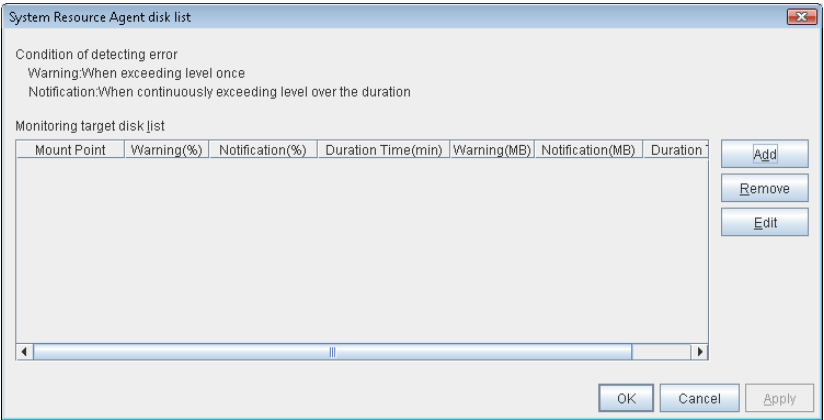 System Resource Agent disk list
Condition of detecting error
Warning:When exceeding level once
Notification:When continuously exceeding level over the duration
Monitoring target disk list
Mount Point Warning(%) Notification(%) Duration Time(min) Warning(MB) Notification(MB) Duration
Add
Remove
Edit
OK Cancel Apply